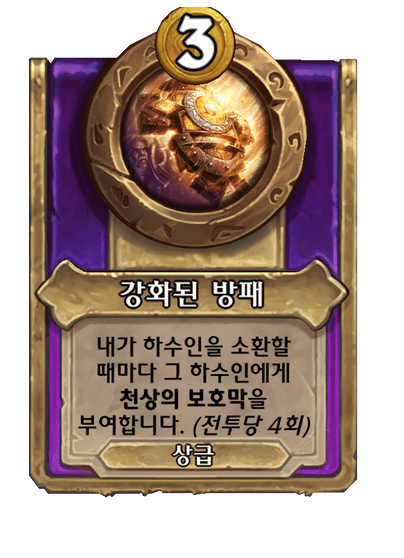 3
강화된 방패
내가 하수인을 소환할
때마다 그 하수인에게
천상의 보호막을
부여합니다. (전투당 4회)
상급